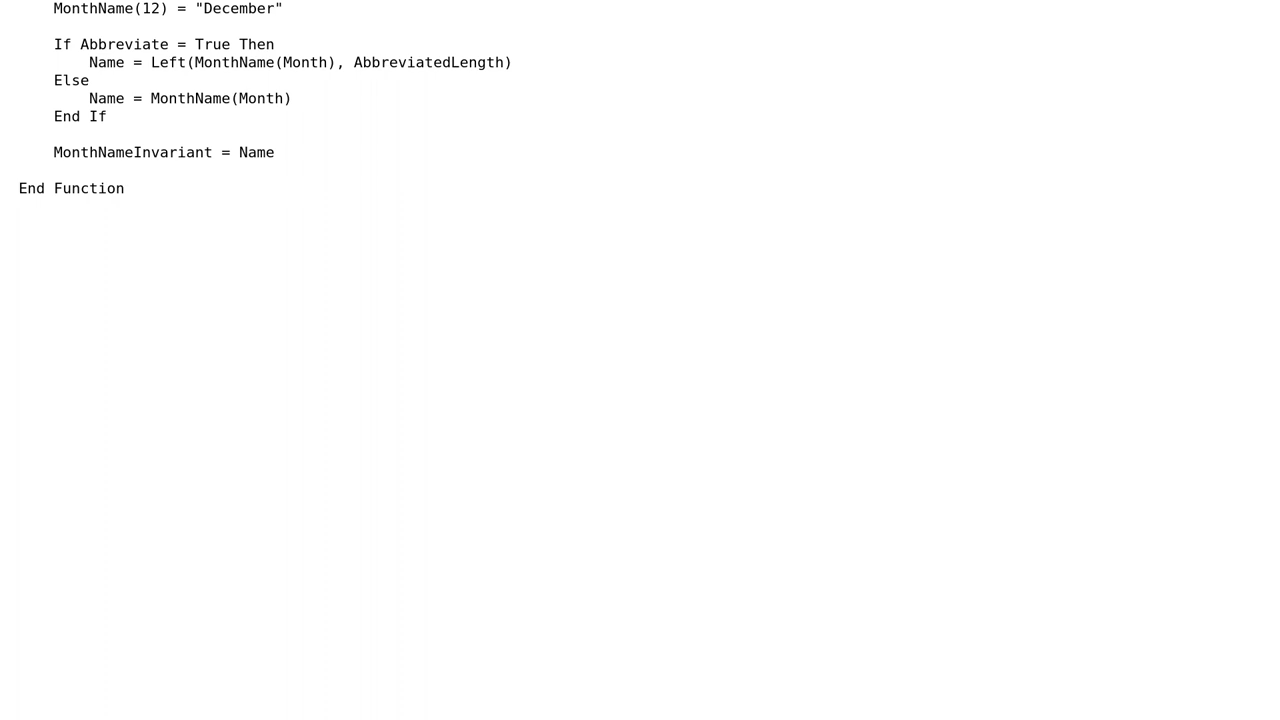 MonthName(12) = "December"

    If Abbreviate = True Then
        Name = Left(MonthName(Month), AbbreviatedLength)
    Else
        Name = MonthName(Month)
    End If

    MonthNameInvariant = Name

End Function